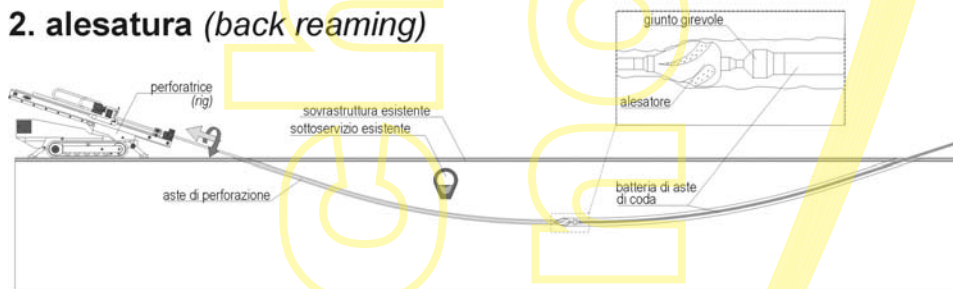 2. alesatura (back reaming)
giunto girevole
alesatore
perforatrice
(rig)
sovrastruttura esistente
sottoservizio esistente
aste di perforazione
batteria di aste
di coda